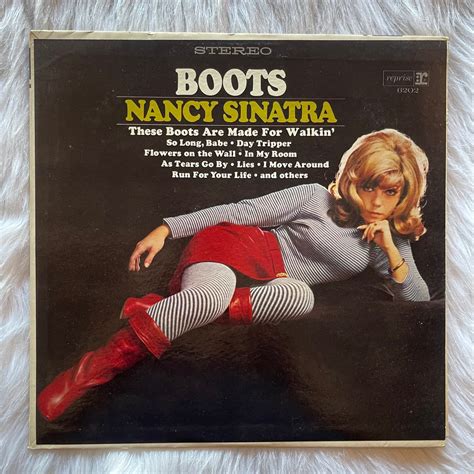 STEREO
BOOTS
reprise
6202
NANCY SINATRA
These Boots Are Made For Walkin'
So Long, Babe • Day Tripper
Flowers on the Wall • In My Room
As Tears Go By • Lies • I Move Around
Run For Your Life • and others